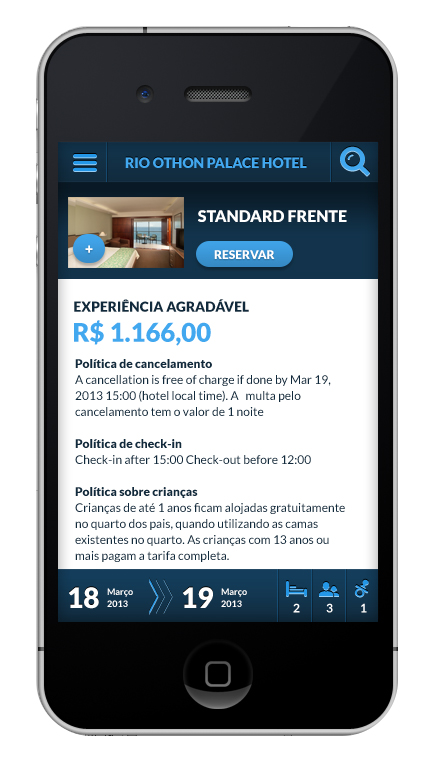 RIO OTHON PALACE HOTEL
STANDARD FRENTE
+
RESERVAR
EXPERIÊNCIA AGRADÁVEL
R$ 1.166,00
Política de cancelamento
A cancellation is free of charge if done by Mar 19,
2013 15:00 (hotel local time). A multa pelo
cancelamento tem o valor de 1 noite
Política de check-in
Check-in after 15:00 Check-out before 12:00
Política sobre crianças
Crianças de até 1 anos ficam alojadas gratuitamente
no quarto dos pais, quando utilizando as camas
existentes no quarto. As crianças com 13 anos ou
mais pagam a tarifa completa.
18 Março 2013 19 Março 2013
2 3 1